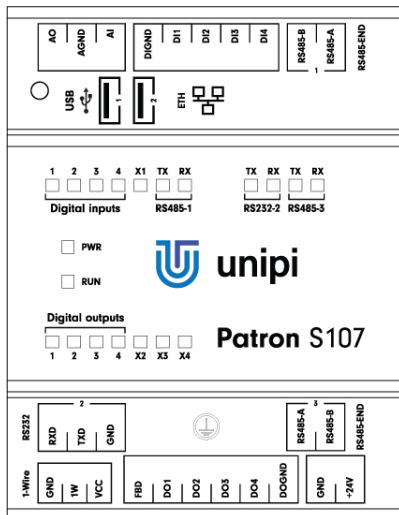 AO AGND AI DIGND DI1 DI2 DI3 DI4 RS485-B RS485-A RS485-END
1
USB 1 2 ETH
1 2 3 4 X1 TX RX TX RX TX RX
Digital inputs RS485-1 RS232-2 RS485-3
PWR
unipi
RUN
Digital outputs
Patron S107
1 2 3 4 X2 X3 X4
2 3
RS232 RXD TXD GND RS485-A RS485-B RS485-END
1-Wire GND 1W VCC FBD DO1 DO2 DO3 DO4 DOGND GND +24V